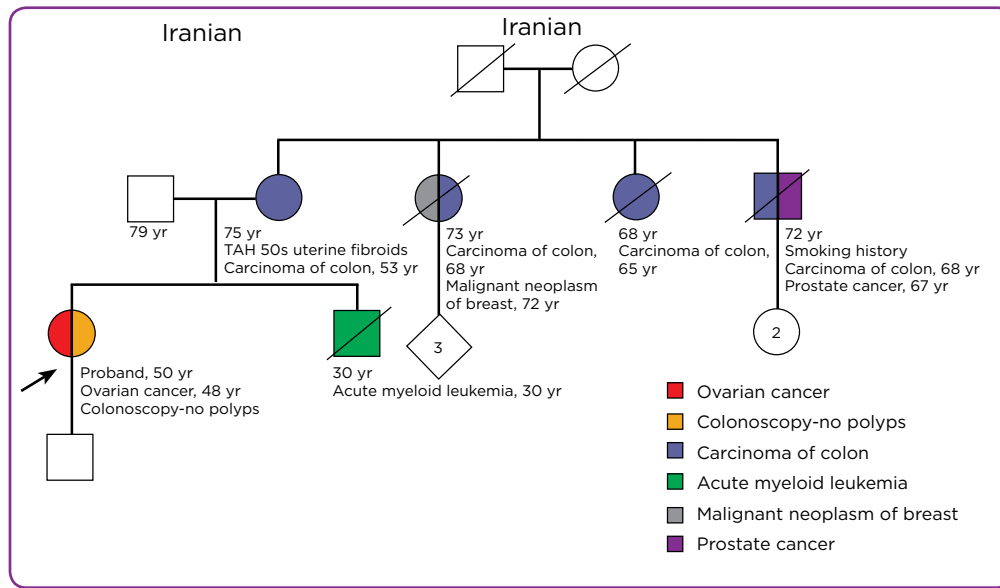 Iranian
Iranian
79 yr
75 yr
TAH 50s uterine fibroids
Carcinoma of colon, 53 yr
73 yr
Carcinoma of colon,
68 yr
Malignant neoplasm
of breast, 72 yr
68 yr
Carcinoma of colon,
65 yr
72 yr
Smoking history
Carcinoma of colon, 68 yr
Prostate cancer, 67 yr
Proband, 50 yr
Ovarian cancer, 48 yr
Colonoscopy-no polyps
30 yr
Acute myeloid leukemia, 30 yr
3
2
Ovarian cancer
Colonoscopy-no polyps
Carcinoma of colon
Acute myeloid leukemia
Malignant neoplasm of breast
Prostate cancer